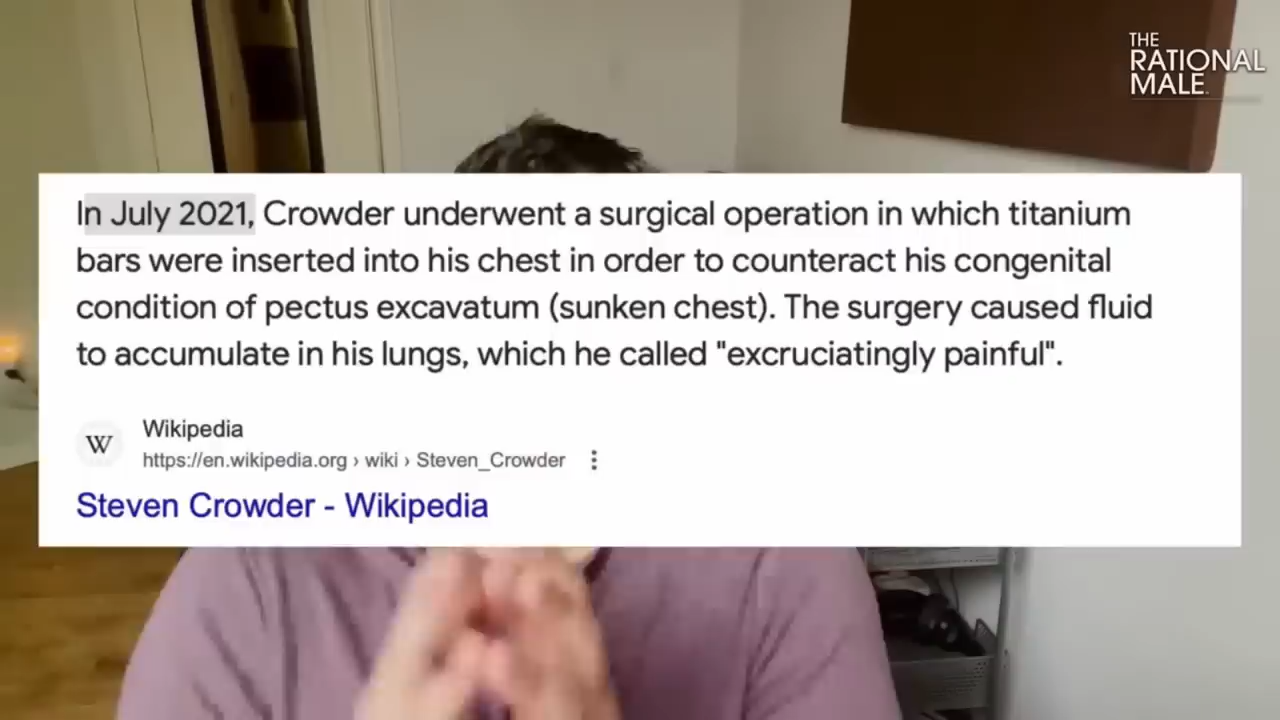 THE
RATIONAL
MALE.
In July 2021, Crowder underwent a surgical operation in which titanium
bars were inserted into his chest in order to counteract his congenital
condition of pectus excavatum (sunken chest). The surgery caused fluid
to accumulate in his lungs, which he called "excruciatingly painful".
W
Wikipedia
https://en.wikipedia.org › wiki › Steven_Crowder
Steven Crowder - Wikipedia